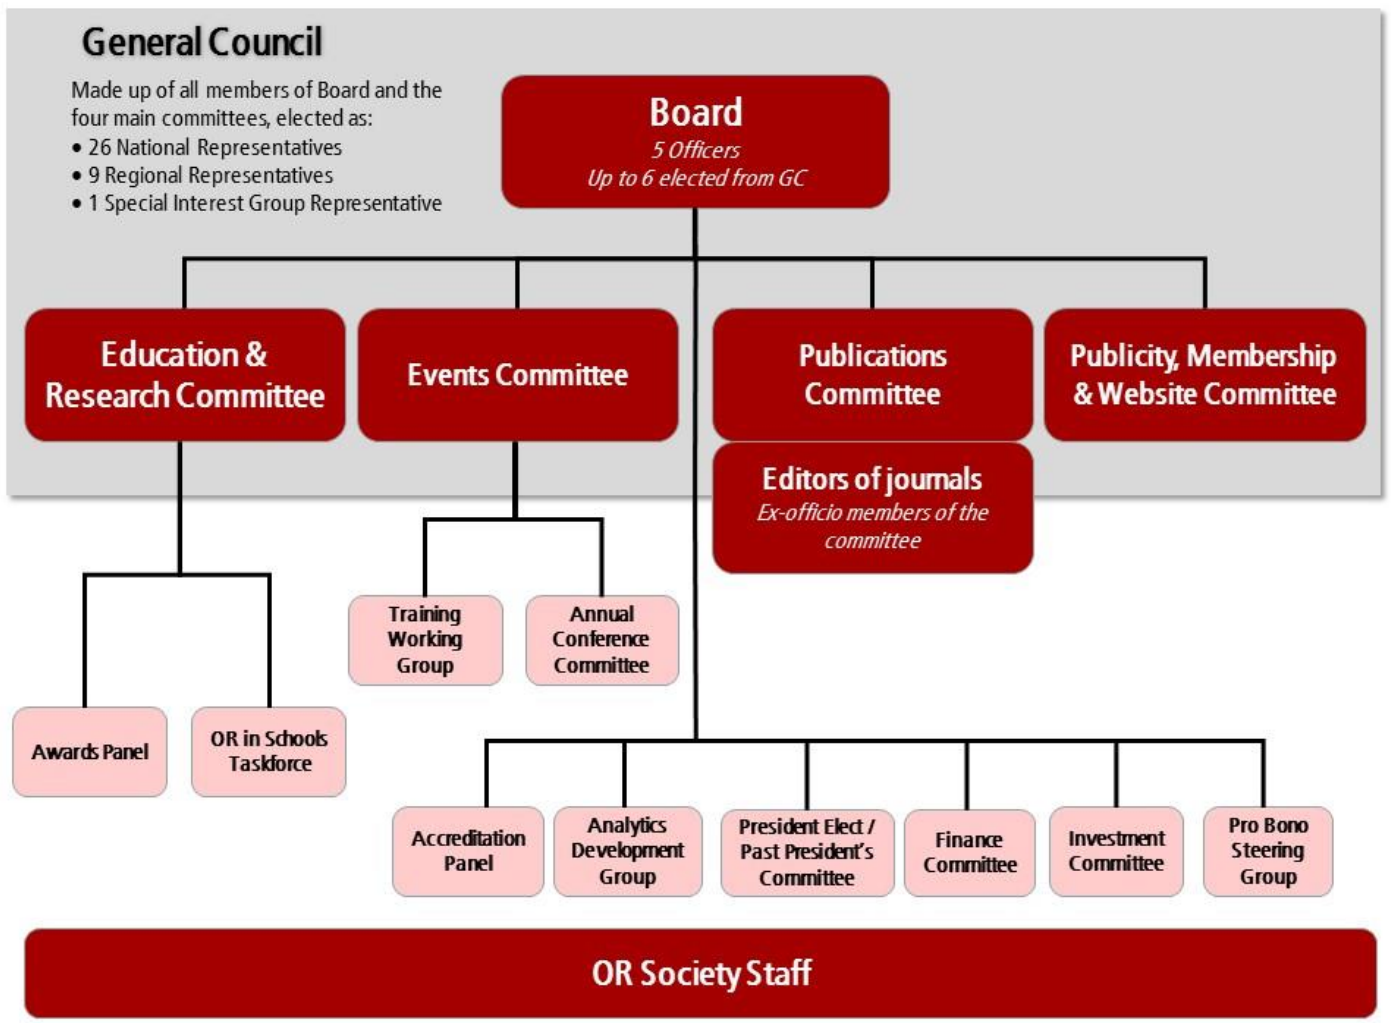 General Council
Made up of all members of Board and the
four main committees, elected as:
• 26 National Representatives
• 9 Regional Representatives
• 1 Special Interest Group Representative
Board
5 Officers
Up to 6 elected from GC
Education &
Research Committee
Events Committee
Publications
Committee
Publicity, Membership
& Website Committee
Editors of journals
Ex-officio members of the
committee
Training
Working
Group
Annual
Conference
Committee
Awards Panel
OR in Schools
Taskforce
Accreditation
Panel
Analytics
Development
Group
President Elect /
Past President's
Committee
Finance
Committee
Investment
Committee
Pro Bono
Steering
Group
OR Society Staff